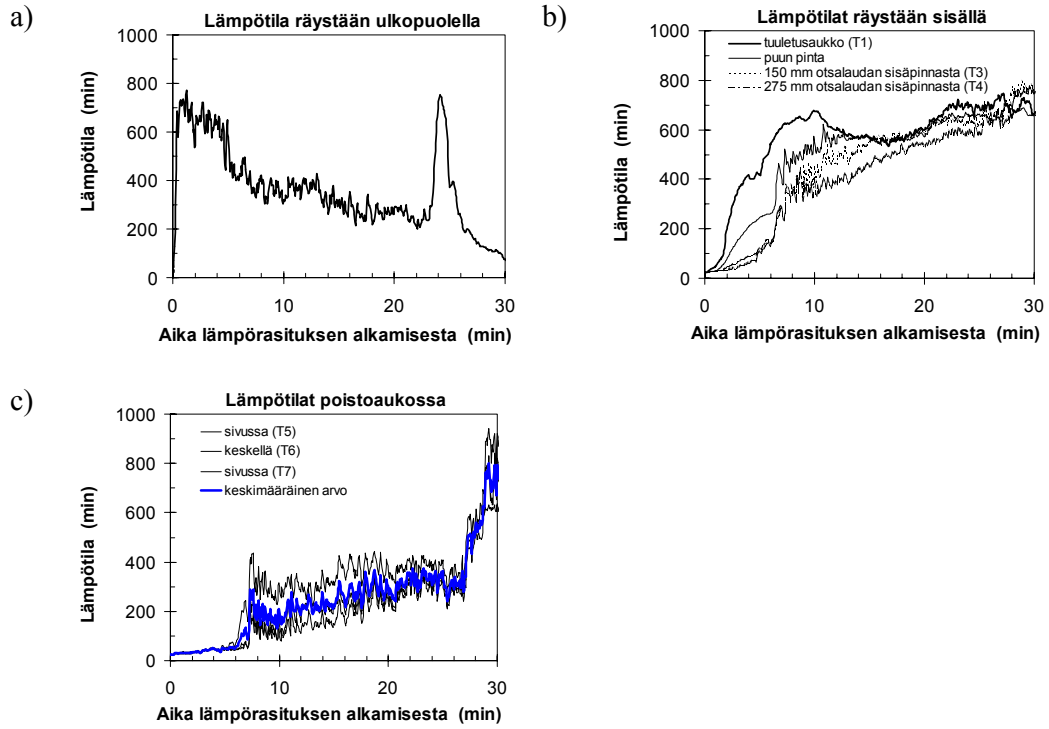 a)
Lämpötila räystään ulkopuolella
1000
800
600
400
200
0
Lämpötila (min)
0 10 20 30
Aika lämpörasituksen alkamisesta (min)
b)
Lämpötilat räystään sisällä
1000
800
600
400
200
0
Lämpötila (min)
tuuletusaukko (T1)
puun pinta
150 mm otsalaudan sisäpinnasta (T3)
275 mm otsalaudan sisäpinnasta (T4)
0 10 20 30
Aika lämpörasituksen alkamisesta (min)
c)
Lämpötilat poistoaukossa
1000
800
600
400
200
0
Lämpötila (min)
sivussa (T5)
keskellä (T6)
sivussa (T7)
keskimääräinen arvo
0 10 20 30
Aika lämpörasituksen alkamisesta (min)